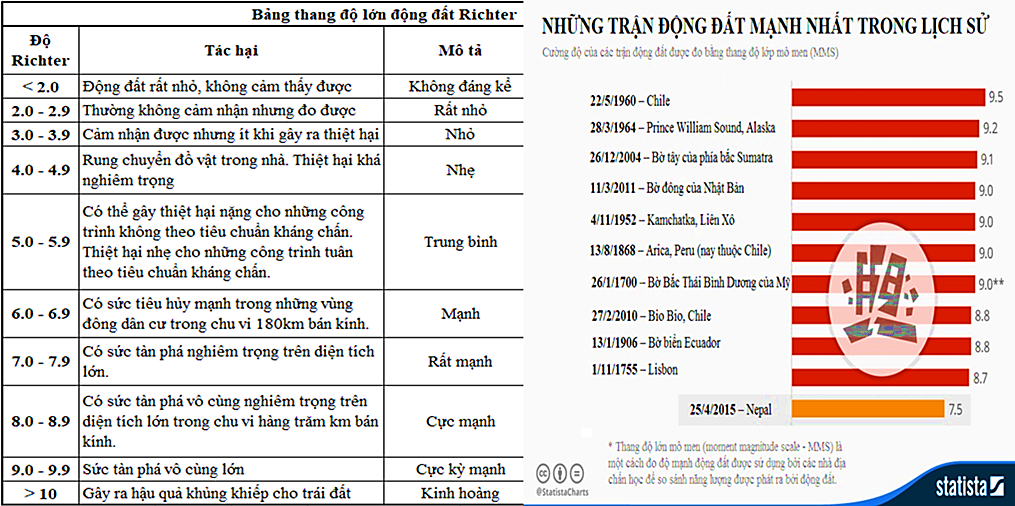 Bảng thang độ lớn động đất Richter
Độ Richter
Tác hại
Mô tả
< 2.0
Động đất rất nhỏ, không cảm thấy được
Không đáng kể
2.0 - 2.9
Thường không cảm nhận nhưng đo được
Rất nhỏ
3.0 - 3.9
Cảm nhận được nhưng ít khi gây ra thiệt hại
Nhỏ
4.0 - 4.9
Rung chuyển đồ vật trong nhà. Thiệt hại khá
nghiêm trọng
Nhẹ
5.0 - 5.9
Có thể gây thiệt hại nặng cho những công
trình không theo tiêu chuẩn kháng chấn.
Thiệt hại nhẹ cho những công trình tuân
theo tiêu chuẩn kháng chấn.
Trung bình
6.0 - 6.9
Có sức tiêu hủy mạnh trong những vùng
đông dân cư trong chu vi 180km bán kính.
Mạnh
7.0 - 7.9
Có sức tàn phá nghiêm trọng trên diện tích
lớn.
Rất mạnh
8.0 - 8.9
Có sức tàn phá vô cùng nghiêm trọng trên
diện tích lớn trong chu vi hàng trăm km bán
kính.
Cực mạnh
9.0 - 9.9
Sức tàn phá vô cùng lớn
Cực kỳ mạnh
> 10
Gây ra hậu quả khủng khiếp cho trái đất
Kinh hoàng
NHỮNG TRẬN ĐỘNG ĐẤT MẠNH NHẤT TRONG LỊCH SỬ
Cường độ của các trận động đất được đo bằng thang độ lớp mô men (MMS)
22/5/1960 – Chile 9.5
28/3/1964 – Prince William Sound, Alaska 9.2
26/12/2004 – Bờ tây của phía bắc Sumatra 9.1
11/3/2011 – Bờ đông của Nhật Bản 9.0
4/11/1952 – Kamchatka, Liên Xô 9.0
13/8/1868 – Arica, Peru (nay thuộc Chile) 9.0
26/1/1700 – Bờ Bắc Thái Bình Dương của Mỹ 9.0**
27/2/2010 – Bio Bio, Chile 8.8
13/1/1906 – Bờ biển Ecuador 8.8
1/11/1755 – Lisbon 8.7
25/4/2015 – Nepal 7.5
* Thang độ lớn mô men (moment magnitude scale - MMS) là
một cách đo độ mạnh động đất được sử dụng bởi các nhà địa
chấn học để so sánh năng lượng được phát ra bởi động đất.
@StatistaCharts
statista